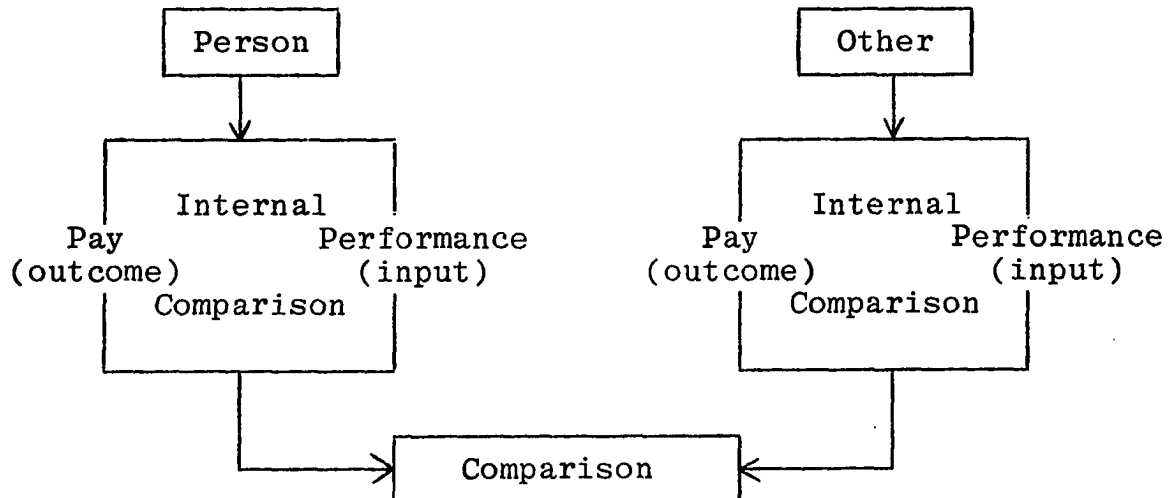 Person
Other
Internal
Pay
(outcome)
Performance
(input)
Comparison
Internal
Pay
(outcome)
Performance
(input)
Comparison
Comparison